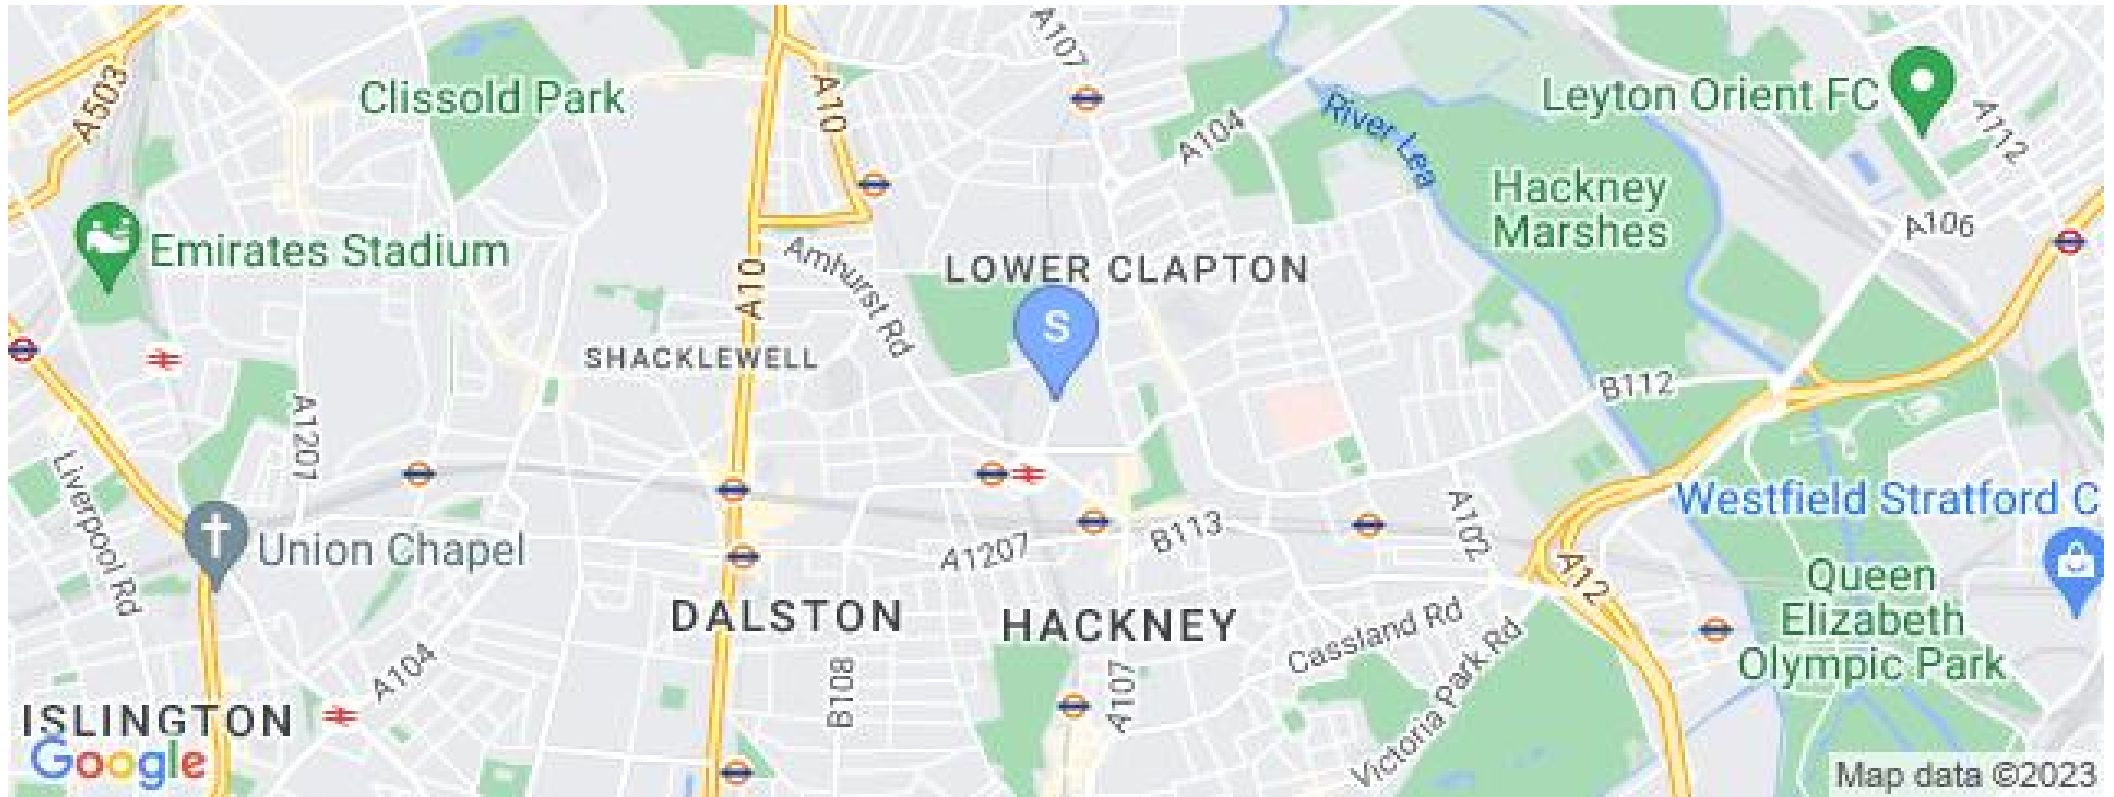 A107
A503
Clissold Park
A10
Leyton Orient FC
A112
River Lea
A104
Hackney
Marshes
A106
Emirates Stadium
Amhurst Rd
A10
LOWER CLAPTON
S
SHACKLEWELL
B112
A1201
Liverpool Rd
Westfield Stratford C
A102
B113
A1207
Union Chapel
A12
Queen
Elizabeth
Olympic Park
DALSTON
HACKNEY
Cassland Rd
Victoria Park Rd
A104
B108
A107
ISLINGTON
Google
Map data ©2023